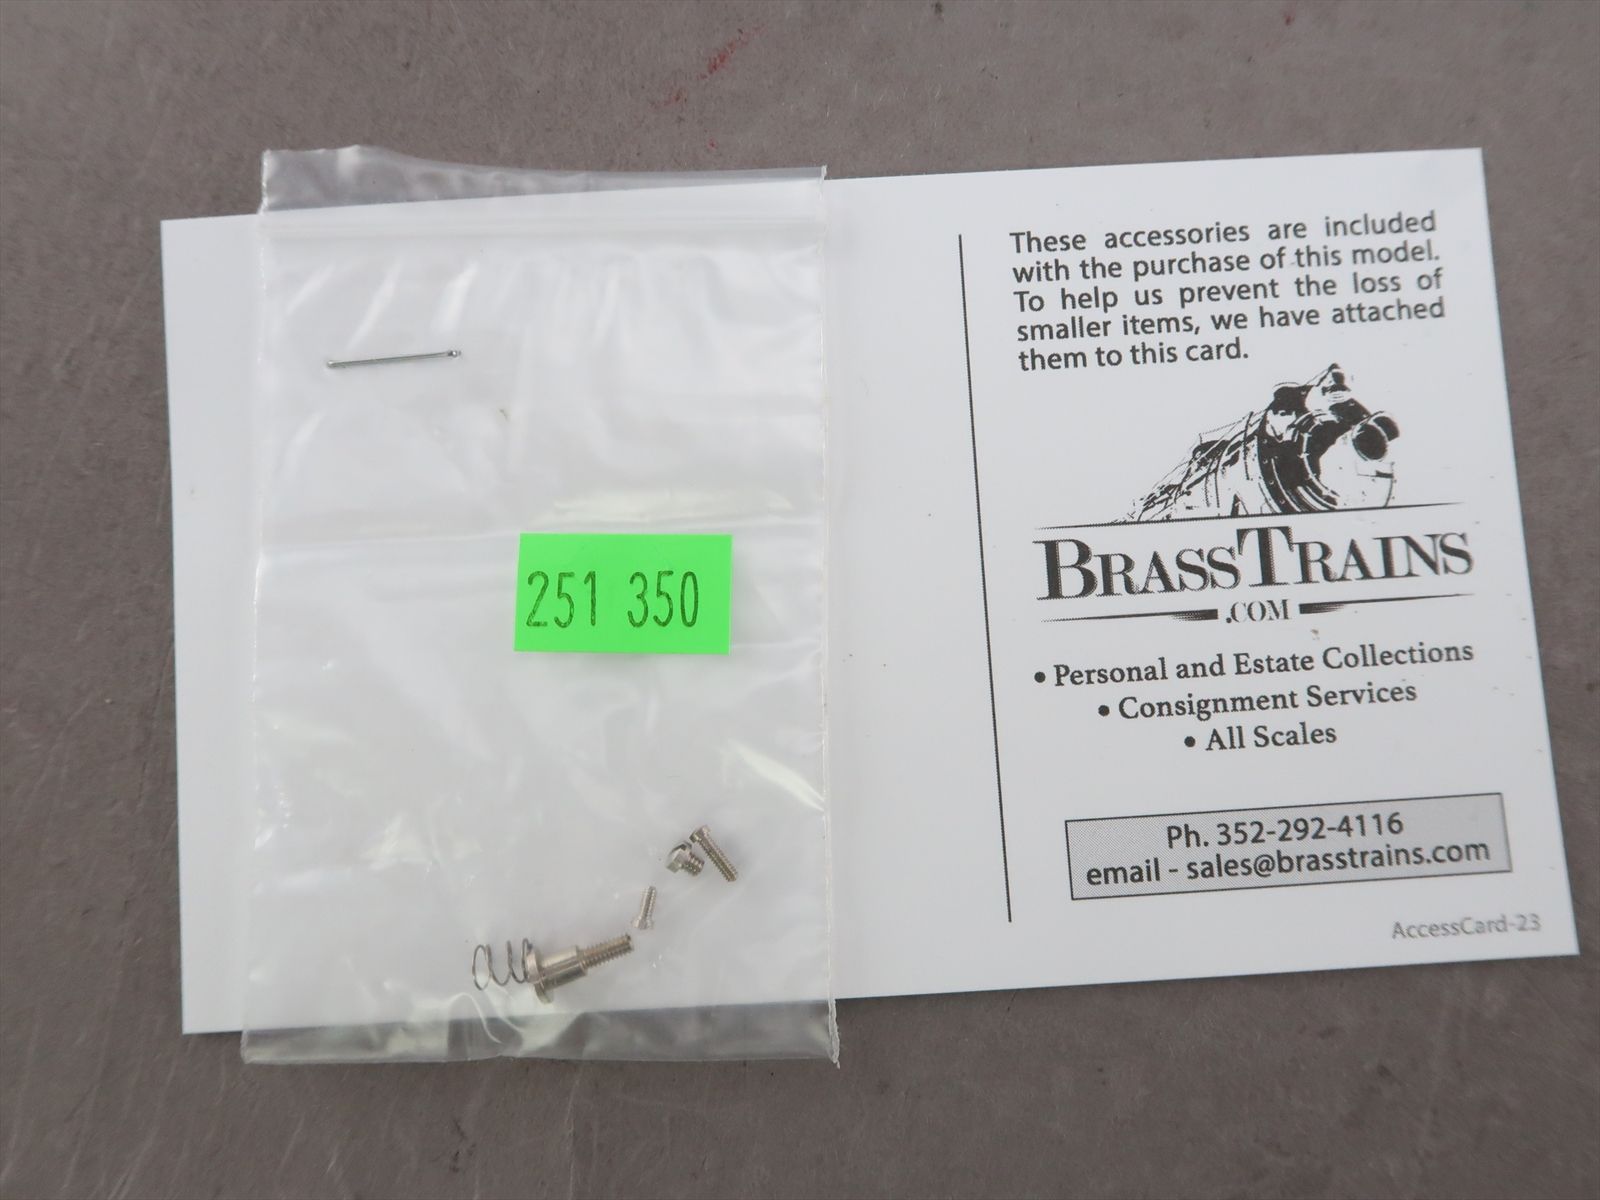 These accessories are included
with the purchase of this model.
To help us prevent the loss of
smaller items, we have attached
them to this card.
251 350
BRASSTRAINS
.COM
• Personal and Estate Collections
• Consignment Services
• All Scales
Ph. 352-292-4116
email - sales@brasstrains.com
AccessCard-23